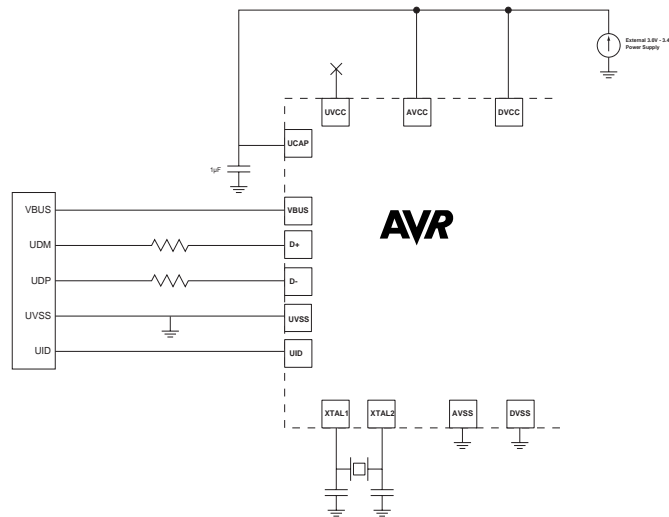 External 3.0V - 3.4
Power Supply
UVCC
AVCC
DVCC
UCAP
1µF
VBUS
VBUS
UDM
D+
UDP
D-
UVSS
UVSS
UID
UID
AVR
XTAL1
XTAL2
AVSS
DVSS